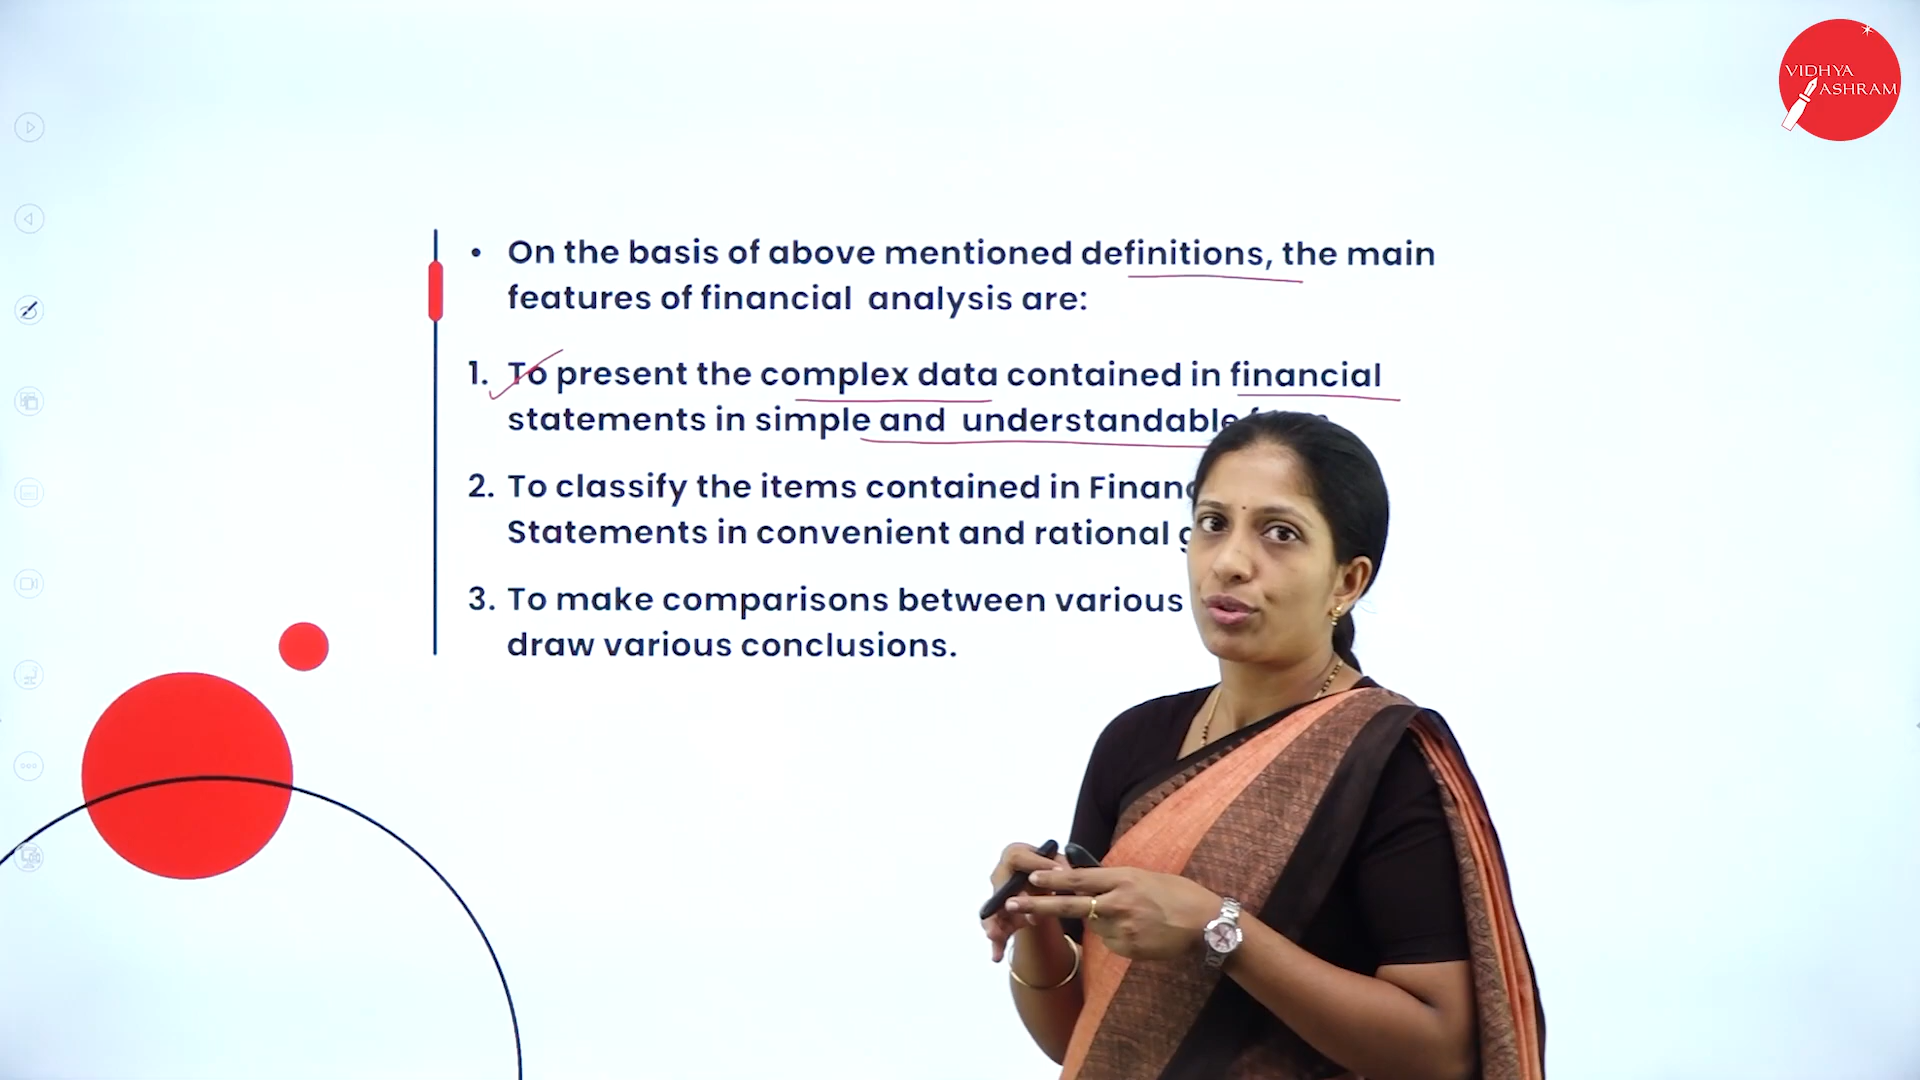 VIDHYA
ASHRAM
• On the basis of above mentioned definitions, the main
features of financial analysis are:
1. To present the complex data contained in financial
statements in simple and understandable
2. To classify the items contained in
Statements in convenient and rational
3. To make comparisons between various
draw various conclusions.